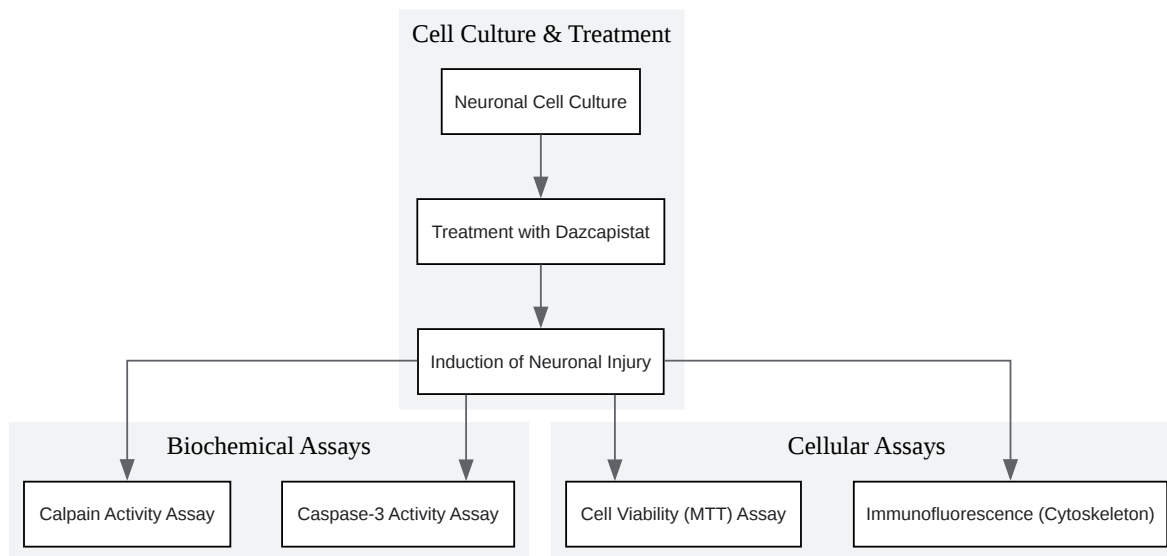 Cell Culture & Treatment
Neuronal Cell Culture
Treatment with Dazcapistat
Induction of Neuronal Injury
Biochemical Assays
Cellular Assays
Calpain Activity Assay
Caspase-3 Activity Assay
Cell Viability (MTT) Assay
Immunofluorescence (Cytoskeleton)